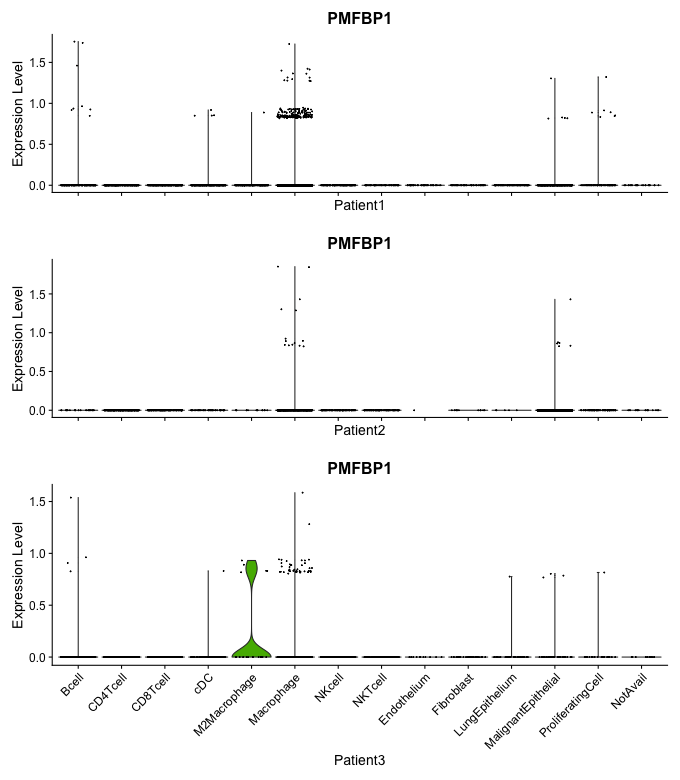 PMFBP1
Expression Level
1.5
1.0
0.5
0.0
Patient1
PMFBP1
Expression Level
1.5
1.0
0.5
0.0
Patient2
PMFBP1
Expression Level
1.5
1.0
0.5
0.0
Bcell
CD4Tcell
CD8Tcell
cDC
M2Macrophage
Macrophage
NKcell
NKTcell
Endothelium
Fibroblast
LungEpithelium
MalignantEpithelial
ProliferatingCell
NotAvail
Patient3